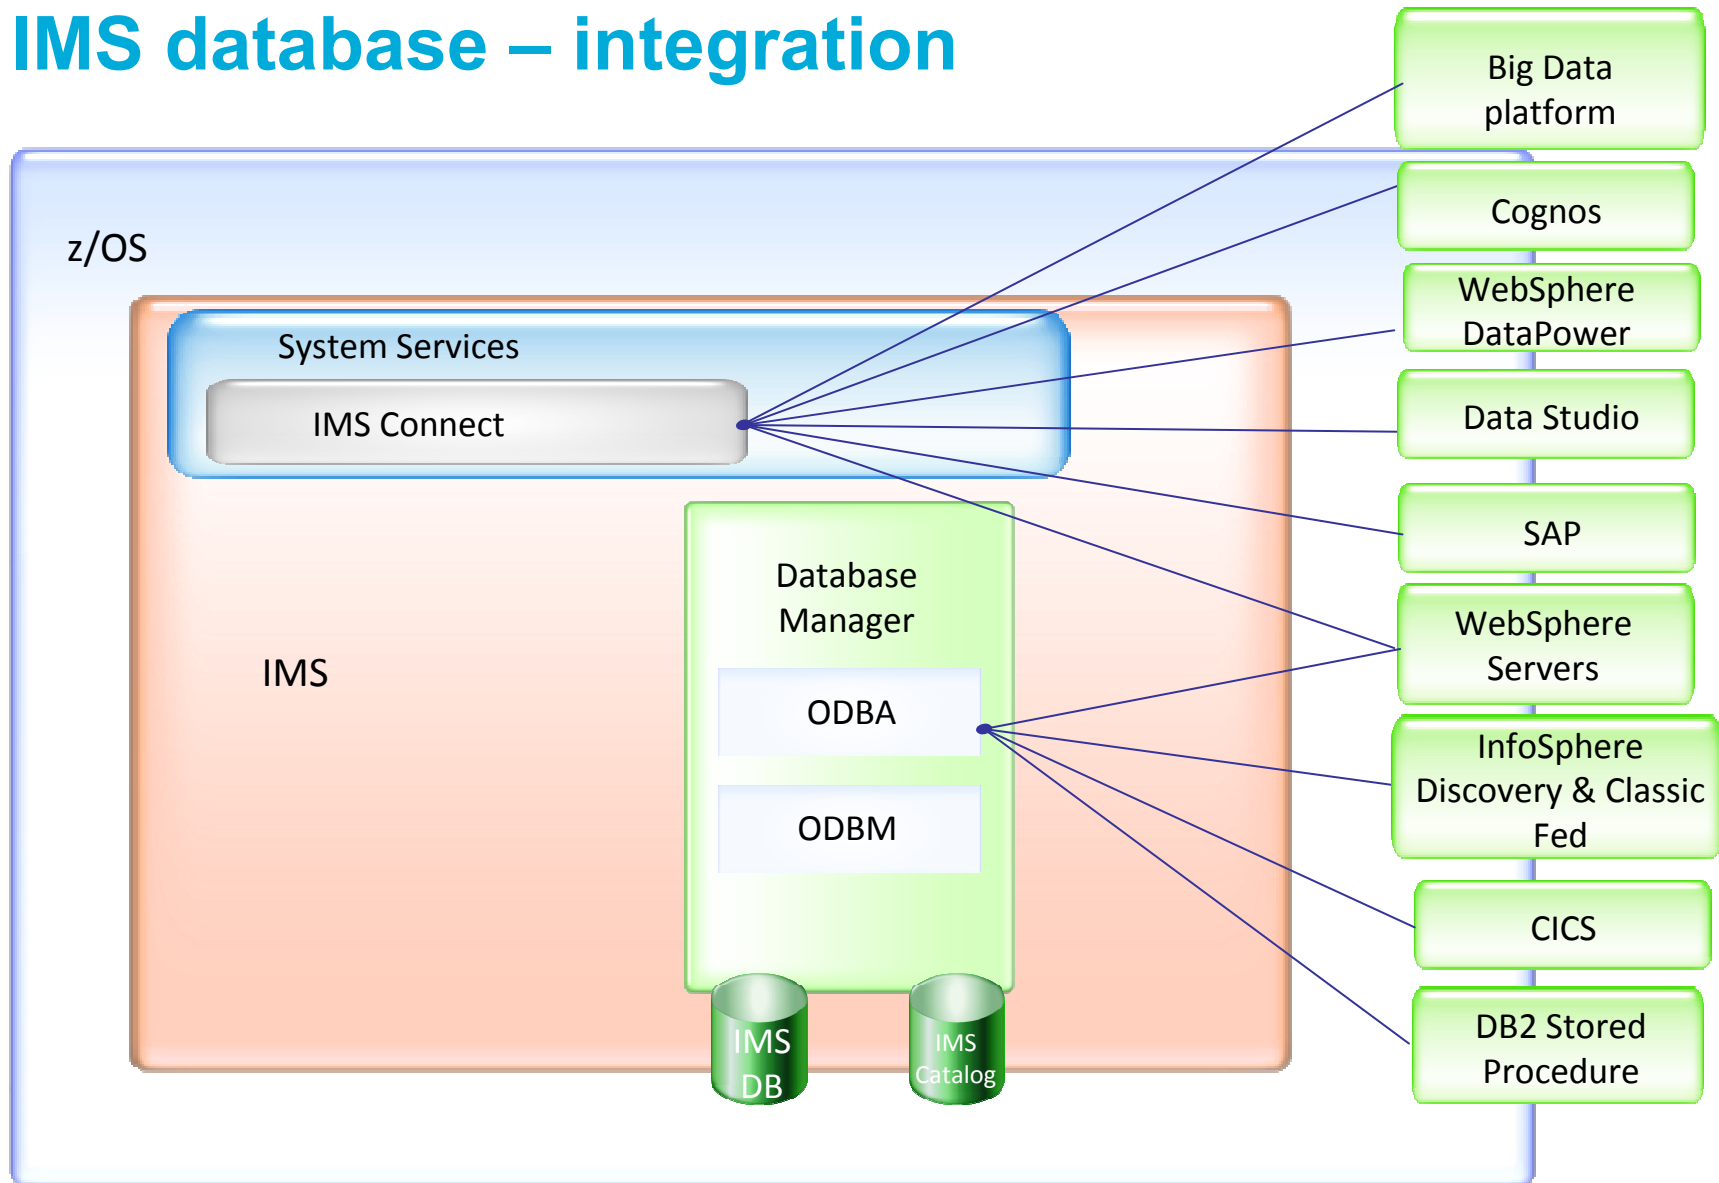 IMS database – integration
z/OS
System Services
IMS Connect
IMS
Database
Manager
ODBA
ODBM
IMS
DB
IMS
Catalog
Big Data
platform
Cognos
WebSphere
DataPower
Data Studio
SAP
WebSphere
Servers
InfoSphere
Discovery & Classic
Fed
CICS
DB2 Stored
Procedure